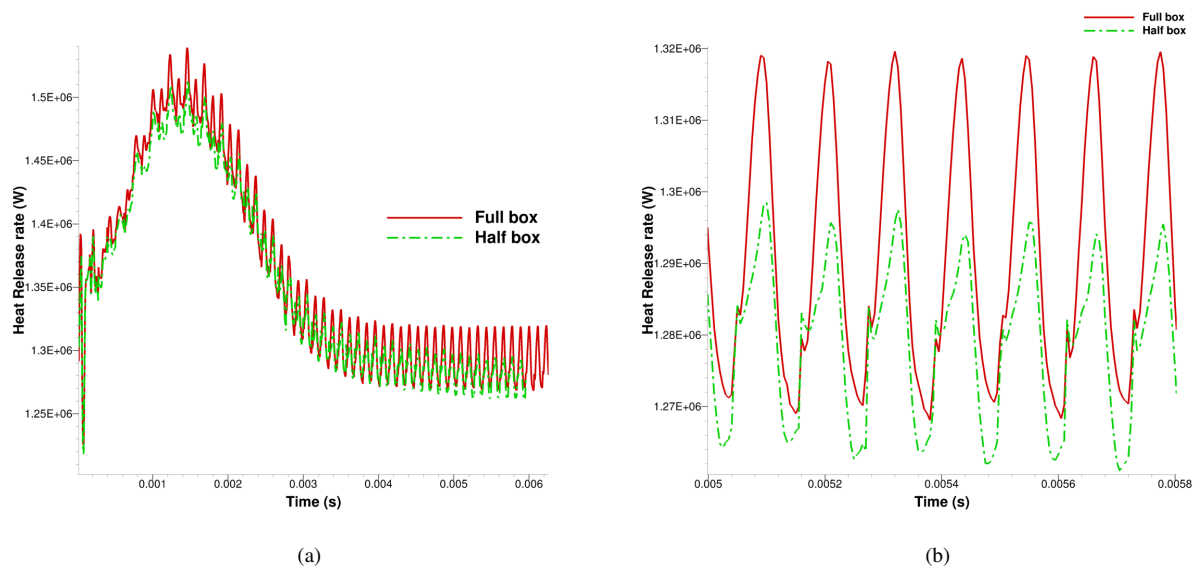 Full box
Half box
1.5E+06
1.45E+06
1.4E+06
1.35E+06
1.3E+06
1.25E+06
Heat Release rate (W)
Full box
Half box
0.001 0.002 0.003 0.004 0.005 0.006
Time (s)
(a)
1.32E+06
1.31E+06
1.3E+06
1.29E+06
1.28E+06
1.27E+06
Heat Release rate (W)
0.005 0.0052 0.0054 0.0056 0.0058
Time (s)
(b)